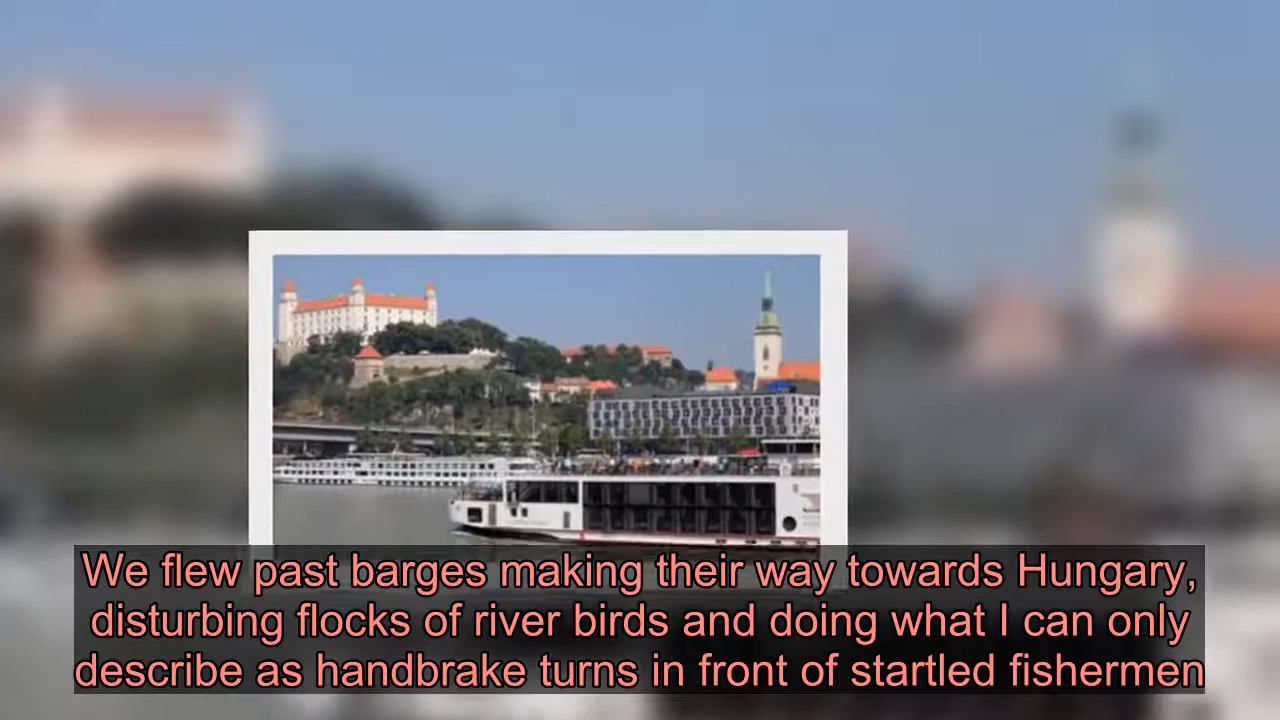 We flew past barges making their way towards Hungary,
disturbing flocks of river birds and doing what I can only
describe as handbrake turns in front of startled fishermen